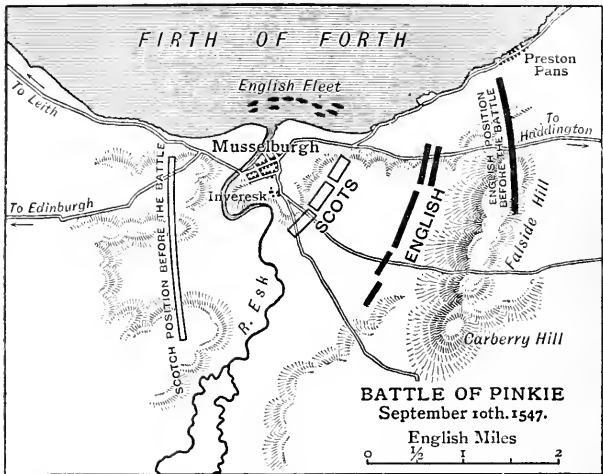 FIRTH OF FORTH
Preston
Pans
English Fleet
To Leith
To
Haddington
Musselburgh
ENGLISH POSITION
BEFORE THE BATTLE
Inveresk
SCOTS
ENGLISH
To Edinburgh
SCOTCH POSITION BEFORE THE BATTLE
Falside Hill
R. Esk
Carberry Hill
BATTLE OF PINKIE
September 10th. 1547.
English Miles
0 ½ 1 2